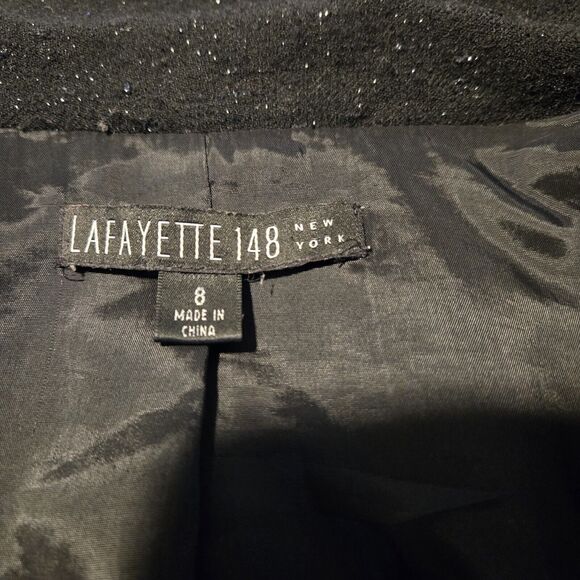 LAFAYETTE 148 NEW YORK
8
MADE IN
CHINA